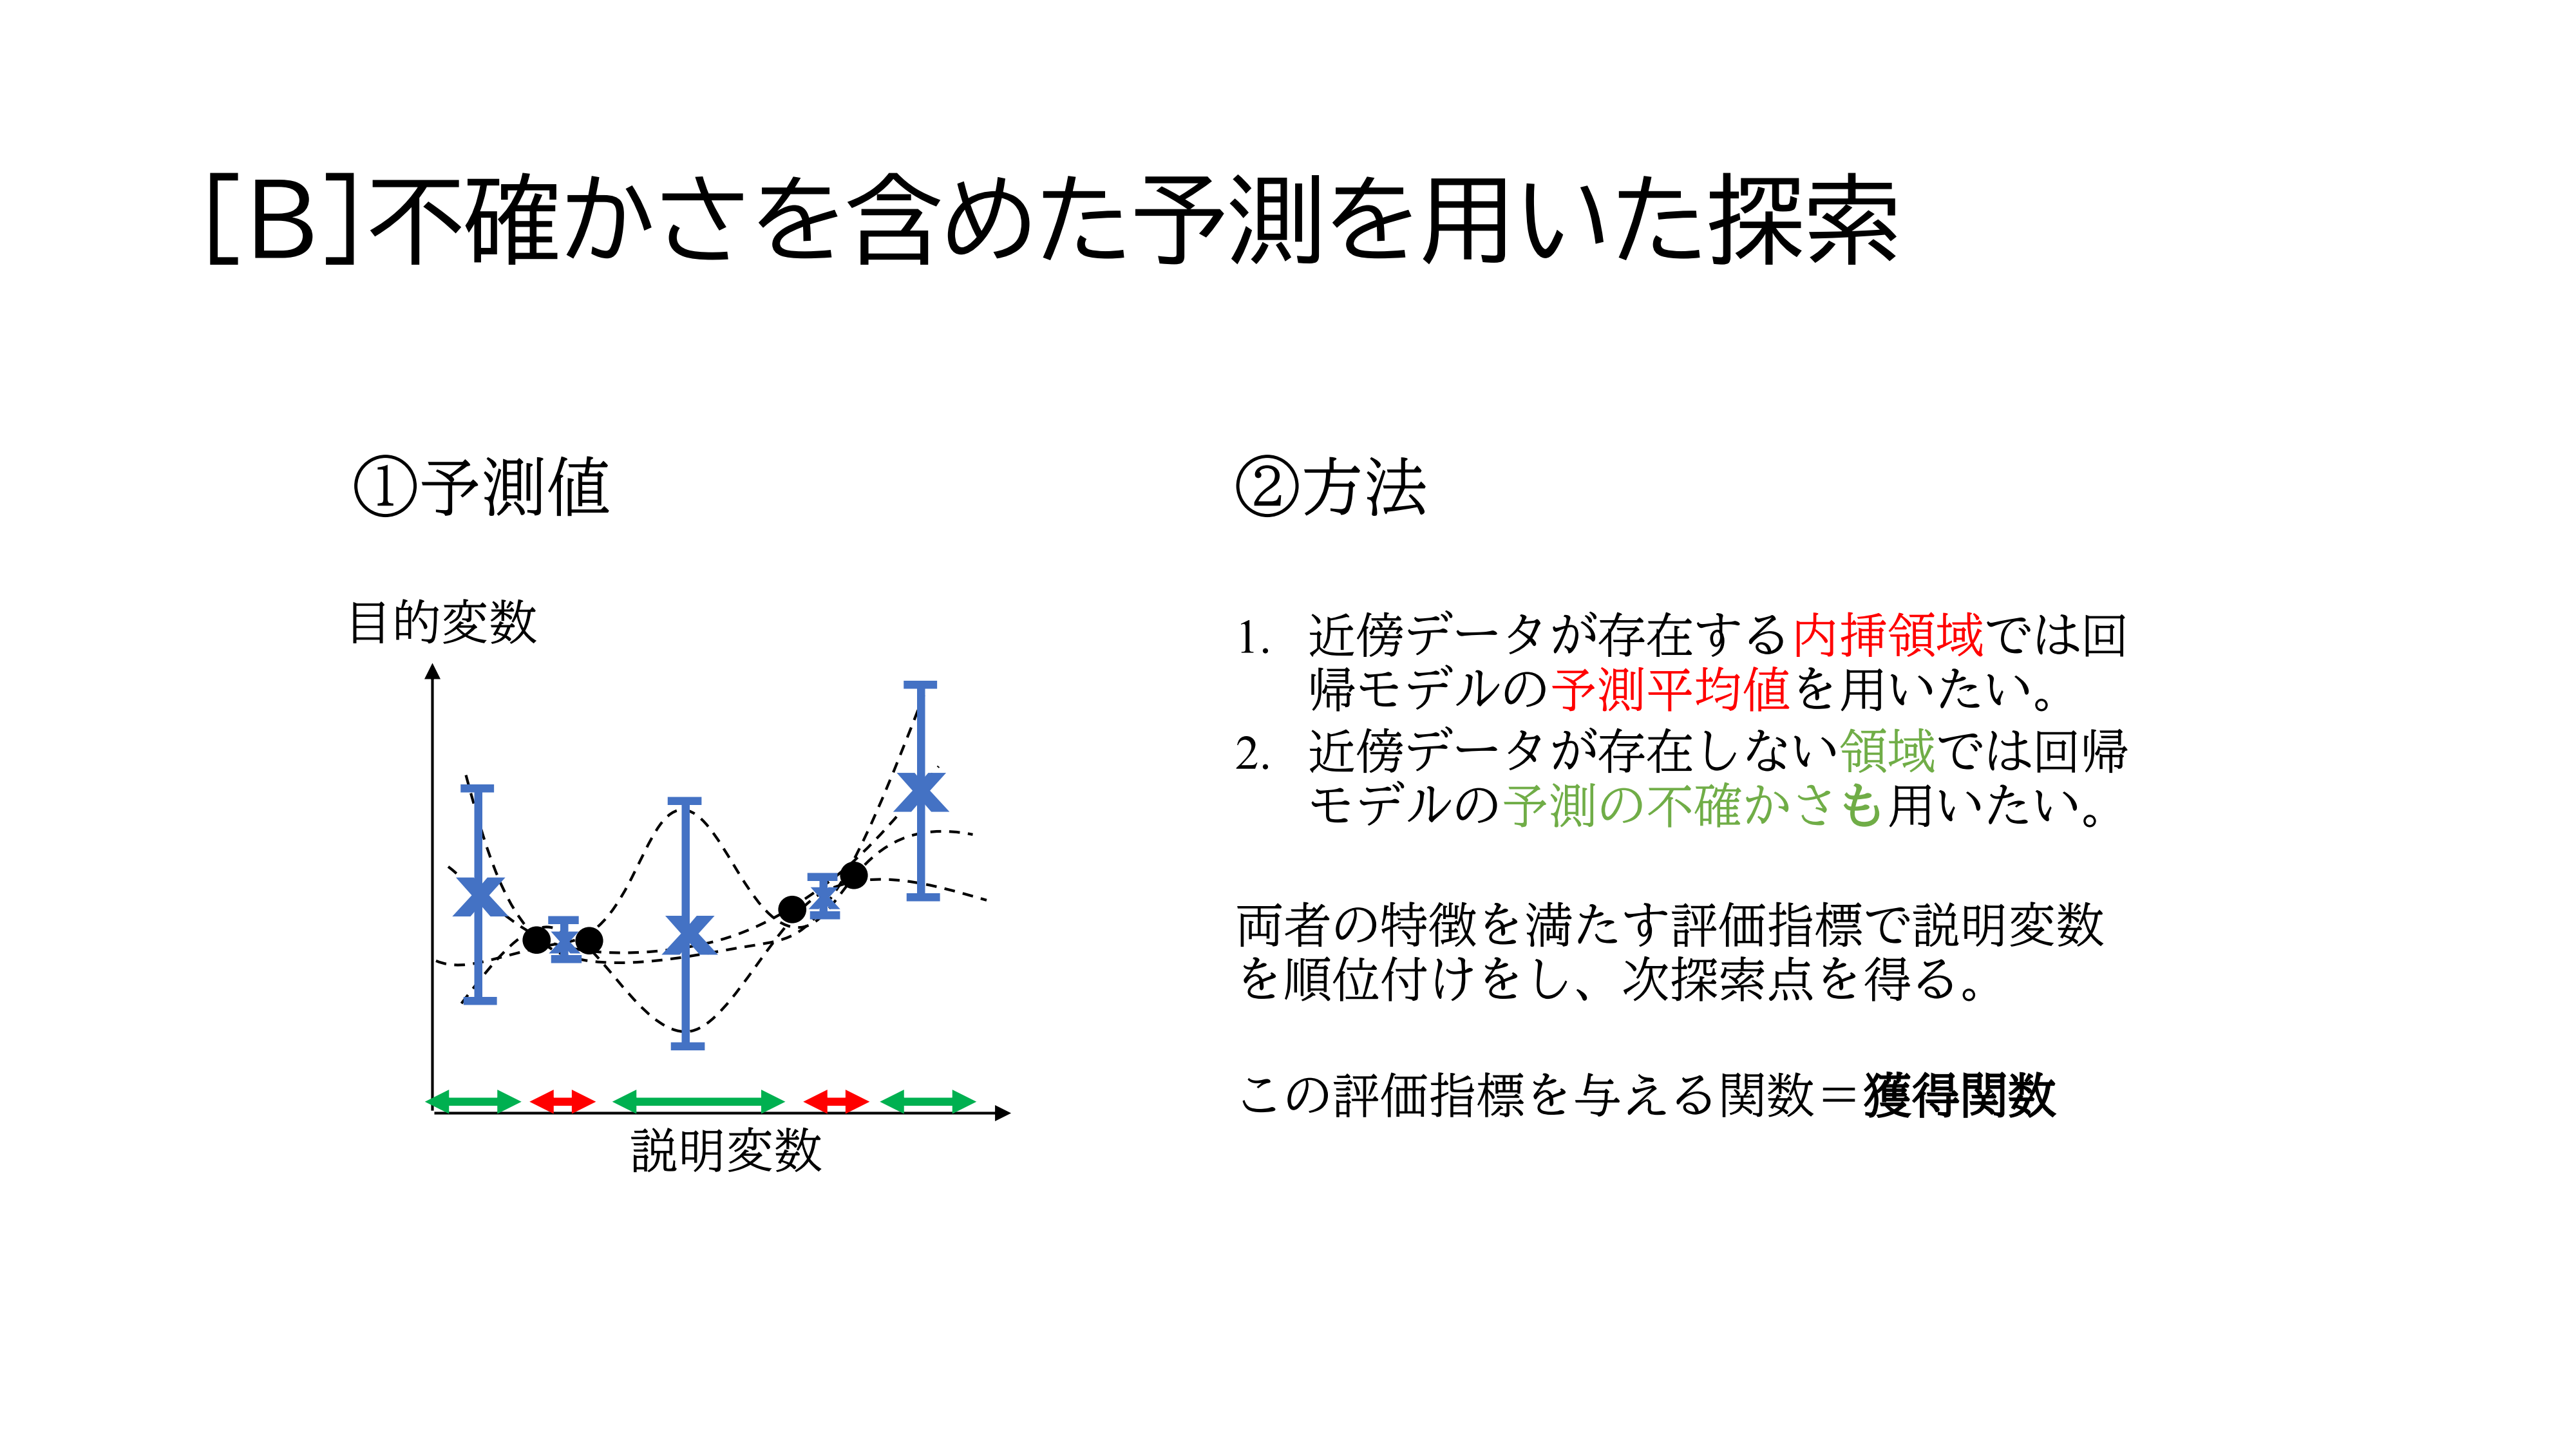 [B]不確かさを含めた予測を用いた探索
①予測値
目的変数
説明変数
②方法
1. 近傍データが存在する内挿領域では回
帰モデルの予測平均値を用いたい。
2. 近傍データが存在しない領域では回帰
モデルの予測の不確かさも用いたい。
両者の特徴を満たす評価指標で説明変数
を順位付けをし、次探索点を得る。
この評価指標を与える関数＝獲得関数